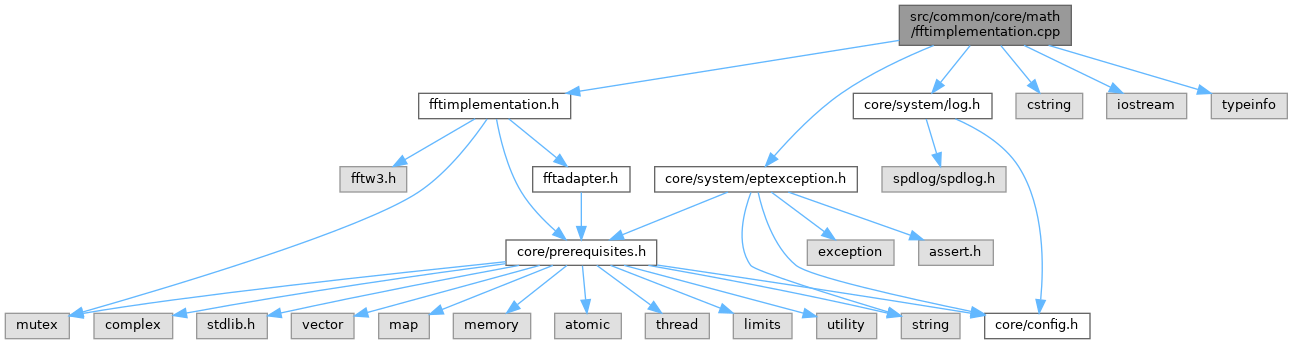 src/common/core/math
/fftimplementation.cpp
fftimplementation.h
core/system/log.h
cstring
iostream
typeinfo
fftw3.h
fftadapter.h
core/system/eptexception.h
spdlog/spdlog.h
core/prerequisites.h
exception
assert.h
mutex
complex
stdlib.h
vector
map
memory
atomic
thread
limits
utility
string
core/config.h